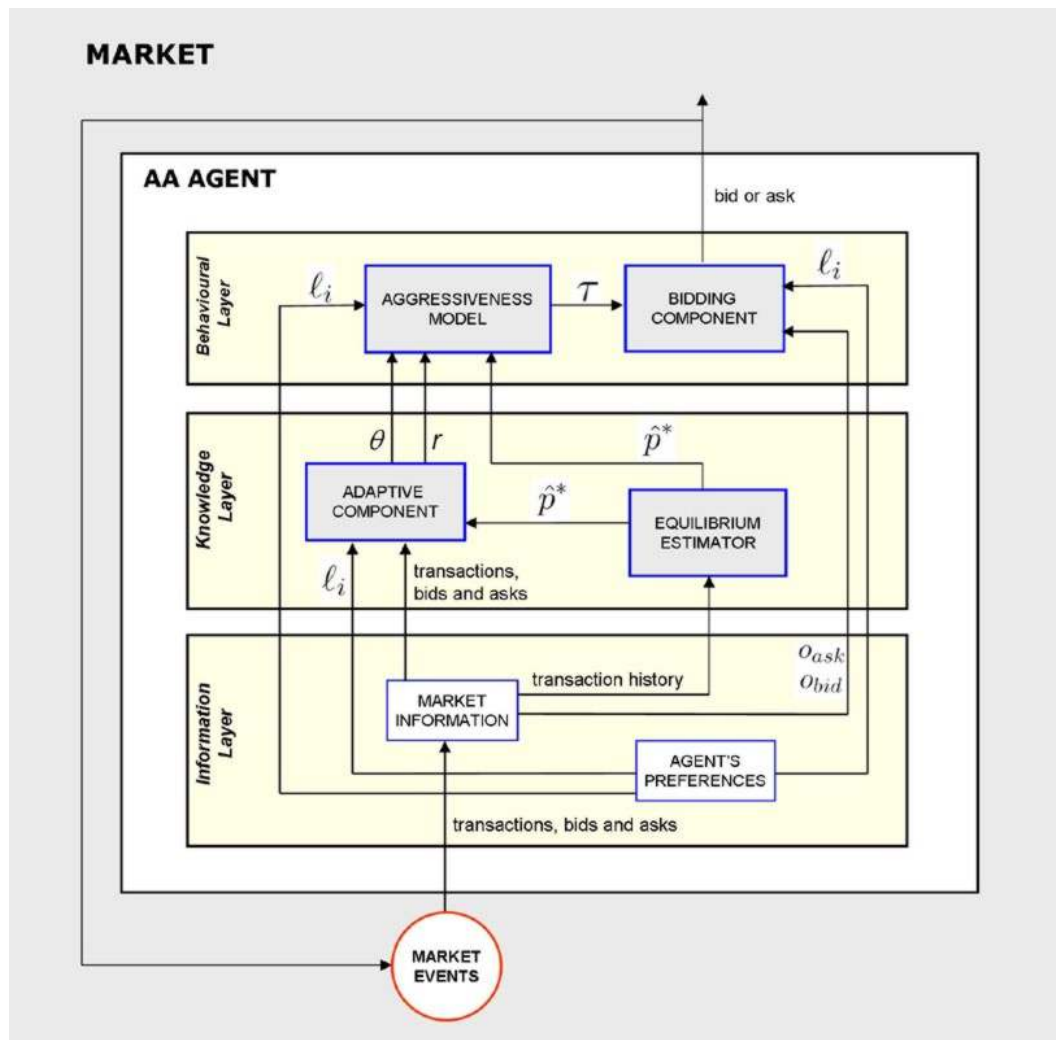 MARKET
AA AGENT
bid or ask
Behavioural
Layer
ℓᵢ
AGGRESSIVENESS
MODEL
τ
BIDDING
COMPONENT
ℓᵢ
Knowledge
Layer
θ
r
p̂*
ADAPTIVE
COMPONENT
p̂*
EQUILIBRIUM
ESTIMATOR
ℓᵢ
transactions,
bids and asks
Information
Layer
MARKET
INFORMATION
transaction history
o_ask
o_bid
AGENT'S
PREFERENCES
transactions, bids and asks
MARKET
EVENTS